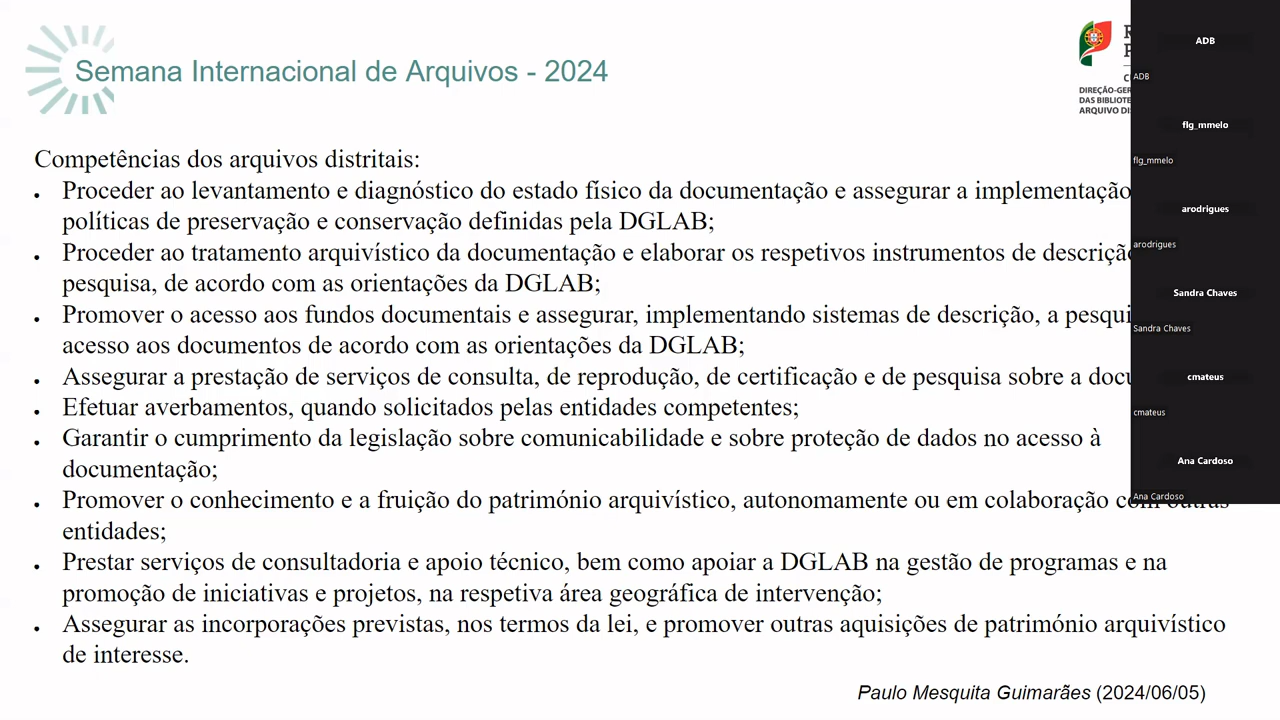 Semana Internacional de Arquivos - 2024
DIREÇÃO-GER
DAS BIBLIOTE
ARQUIVO DI
Competências dos arquivos distritais:
Proceder ao levantamento e diagnóstico do estado físico da documentação e assegurar a implementação
políticas de preservação e conservação definidas pela DGLAB;
Proceder ao tratamento arquivístico da documentação e elaborar os respetivos instrumentos de descriçã
pesquisa, de acordo com as orientações da DGLAB;
Promover o acesso aos fundos documentais e assegurar, implementando sistemas de descrição, a pesqui
acesso aos documentos de acordo com as orientações da DGLAB;
Assegurar a prestação de serviços de consulta, de reprodução, de certificação e de pesquisa sobre a docu
Efetuar averbamentos, quando solicitados pelas entidades competentes;
Garantir o cumprimento da legislação sobre comunicabilidade e sobre proteção de dados no acesso à
documentação;
Promover o conhecimento e a fruição do património arquivístico, autonomamente ou em colaboração com outras
entidades;
Prestar serviços de consultadoria e apoio técnico, bem como apoiar a DGLAB na gestão de programas e na
promoção de iniciativas e projetos, na respetiva área geográfica de intervenção;
Assegurar as incorporações previstas, nos termos da lei, e promover outras aquisições de património arquivístico
de interesse.
Paulo Mesquita Guimarães (2024/06/05)
ADB
ADB
flg_mmelo
flg_mmelo
arodrigues
arodrigues
Sandra Chaves
Sandra Chaves
cmateus
cmateus
Ana Cardoso
Ana Cardoso